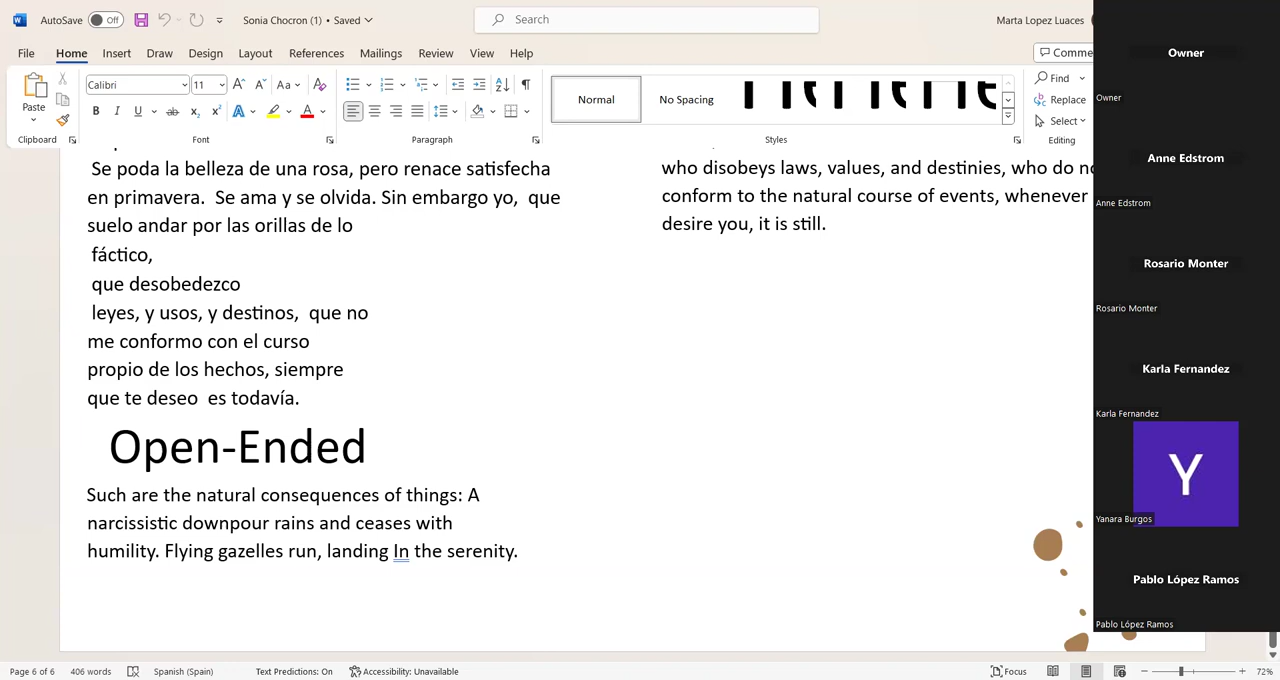 AutoSave
Off
Sonia Chocron (1) • Saved
Search
Marta Lopez Luaces
File
Home
Insert
Draw
Design
Layout
References
Mailings
Review
View
Help
Paste
Calibri
11
Normal
No Spacing
Find
Replace
Select
Clipboard
Font
Paragraph
Styles
Editing
Se poda la belleza de una rosa, pero renace satisfecha
en primavera.  Se ama y se olvida. Sin embargo yo,  que
suelo andar por las orillas de lo
fáctico,
que desobedezco
leyes, y usos, y destinos,  que no
me conformo con el curso
propio de los hechos, siempre
que te deseo  es todavía.
Open-Ended
Such are the natural consequences of things: A
narcissistic downpour rains and ceases with
humility. Flying gazelles run, landing In the serenity.
who disobeys laws, values, and destinies, who do
conform to the natural course of events, whenever
desire you, it is still.
Owner
Owner
Anne Edstrom
Anne Edstrom
Rosario Monter
Rosario Monter
Karla Fernandez
Karla Fernandez
Y
Yanara Burgos
Pablo López Ramos
Pablo López Ramos
Page 6 of 6
406 words
Spanish (Spain)
Text Predictions: On
Accessibility: Unavailable
Focus
72%